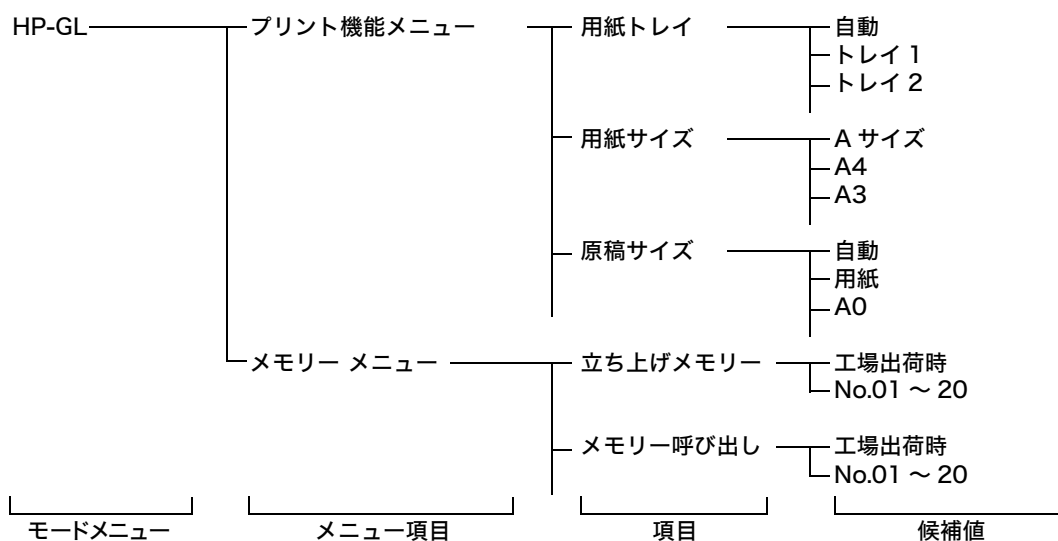 HP-GL プリント機能メニュー 用紙トレイ 自動
トレイ 1
トレイ 2
用紙サイズ A サイズ
A4
A3
原稿サイズ 自動
用紙
A0
メモリー メニュー 立ち上げメモリー 工場出荷時
No.01 ～ 20
メモリー呼び出し 工場出荷時
No.01 ～ 20
モードメニュー メニュー項目 項目 候補値